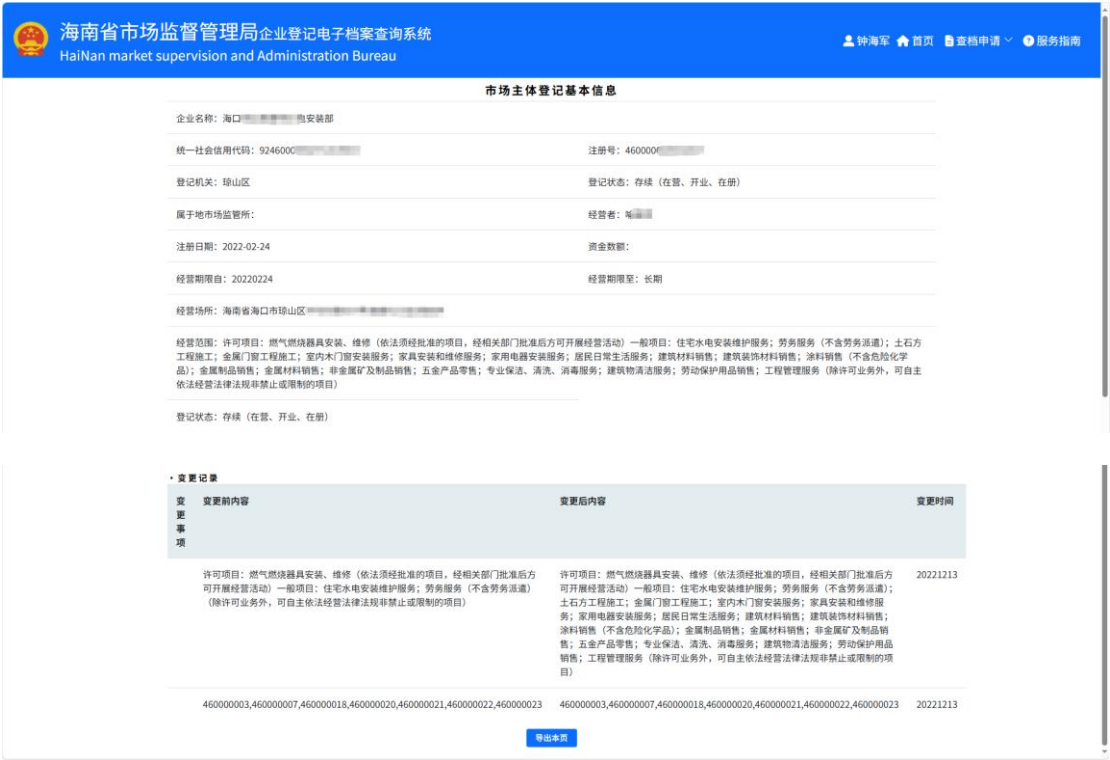 海南省市场监督管理局企业登记电子档案查询系统
HaiNan market supervision and Administration Bureau
钟海军 首页 查档申请 服务指南
市场主体登记基本信息
企业名称：海口 安装部
统一社会信用代码：9246000
注册号：460000
登记机关：琼山区
登记状态：存续（在营、开业、在册）
属于地市场监管所：
经营者：
注册日期：2022-02-24
资金数额：
经营期限自：20220224
经营期限至：长期
经营场所：海南省海口市琼山区
经营范围：许可项目：燃气燃烧器具安装、维修（依法须经批准的项目，经相关部门批准后方可开展经营活动）一般项目：住宅水电安装维护服务；劳务服务（不含劳务派遣）；土石方
工程施工；金属门窗工程施工；室内木门窗安装服务；家具安装和维修服务；家用电器安装服务；居民日常生活服务；建筑材料销售；建筑装饰材料销售；涂料销售（不含危险化学
品）；金属制品销售；金属材料销售；非金属矿及制品销售；五金产品零售；专业保洁、清洗、消毒服务；建筑物清洁服务；劳动保护用品销售；工程管理服务（除许可业务外，可自主
依法经营法律法规非禁止或限制的项目）
登记状态：存续（在营、开业、在册）
・变更记录
变更事项
变更前内容
变更后内容
变更时间
许可项目：燃气燃烧器具安装、维修（依法须经批准的项目，经相关部门批准后方
可开展经营活动）一般项目：住宅水电安装维护服务；劳务服务（不含劳务派遣）
（除许可业务外，可自主依法经营法律法规非禁止或限制的项目）
许可项目：燃气燃烧器具安装、维修（依法须经批准的项目，经相关部门批准后方
可开展经营活动）一般项目：住宅水电安装维护服务；劳务服务（不含劳务派遣）；
土石方工程施工；金属门窗工程施工；室内木门窗安装服务；家具安装和维修服
务；家用电器安装服务；居民日常生活服务；建筑材料销售；建筑装饰材料销售；
涂料销售（不含危险化学品）；金属制品销售；金属材料销售；非金属矿及制品销
售；五金产品零售；专业保洁、清洗、消毒服务；建筑物清洁服务；劳动保护用品
销售；工程管理服务（除许可业务外，可自主依法经营法律法规非禁止或限制的项
目）
20221213
460000003,460000007,460000018,460000020,460000021,460000022,460000023
460000003,460000007,460000018,460000020,460000021,460000022,460000023
20221213
导出本页